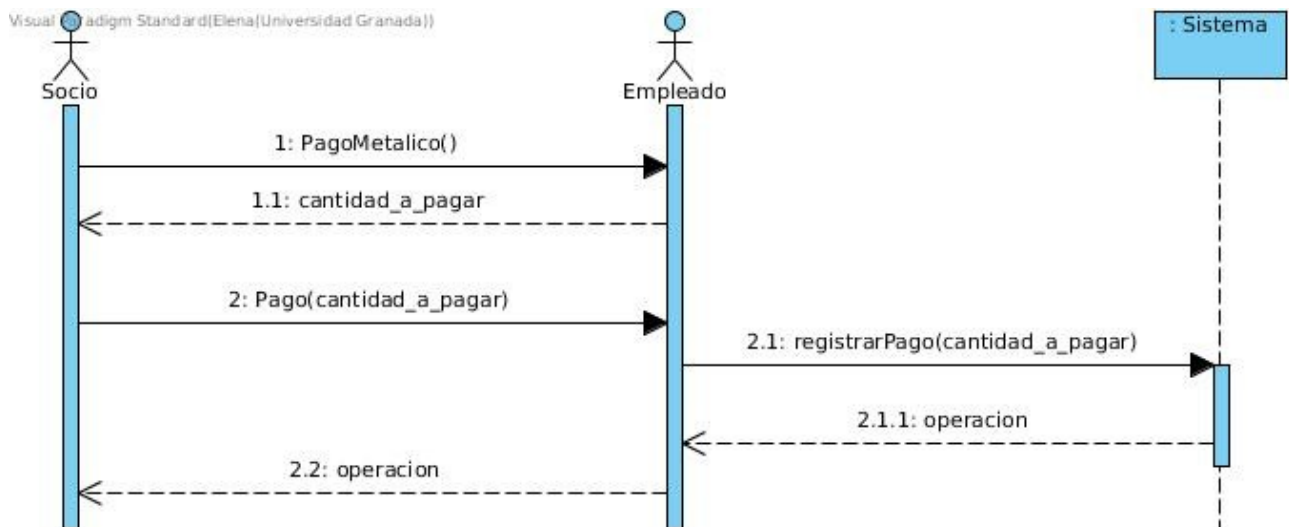 Visual Paradigm Standard(Elena(Universidad Granada))
: Sistema
Socio
Empleado
1: PagoMetalico()
1.1: cantidad_a_pagar
2: Pago(cantidad_a_pagar)
2.1: registrarPago(cantidad_a_pagar)
2.1.1: operacion
2.2: operacion